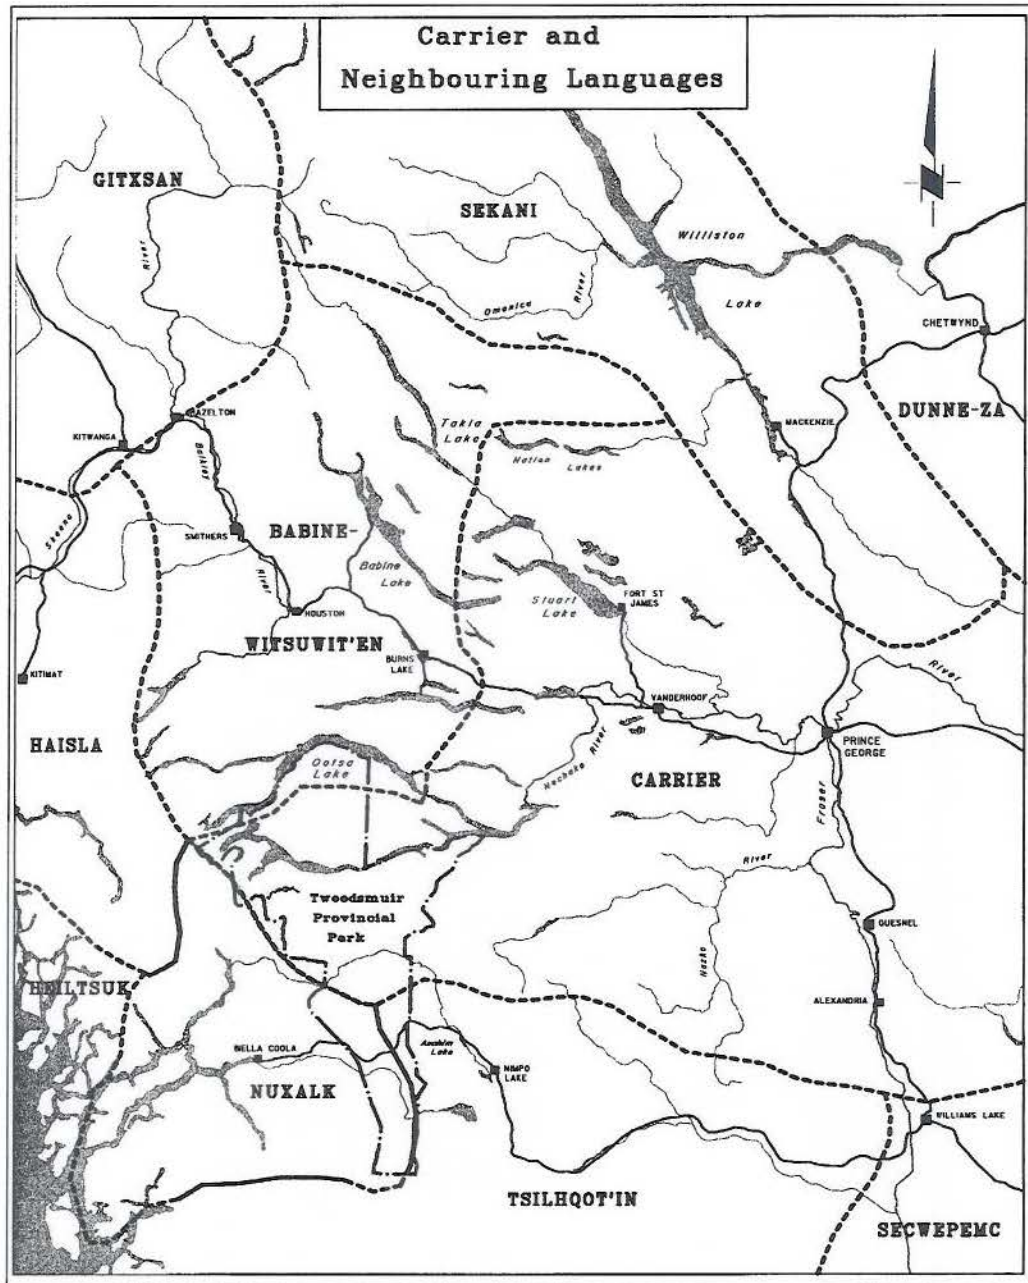 Carrier and
Neighbouring Languages
GITXSAN
SEKANI
Williston
Lake
River
Omenica
River
CHETWYND
DUNNE-ZA
MACKENZIE
HAZELTON
KITWANGA
Takla
Lake
Nation
Lakes
Bulkley
River
Skeena
SMITHERS
BABINE-
Babine
Lake
Stuart
Lake
FORT ST
JAMES
HOUSTON
WITSUWIT'EN
BURNS
LAKE
KITIMAT
VANDERHOOF
River
PRINCE
GEORGE
HAISLA
Ootsa
Lake
Nechako
River
CARRIER
Fraser
River
Tweedsmuir
Provincial
Park
QUESNEL
Nazko
HEILTSUK
ALEXANDRIA
BELLA COOLA
Anahim
Lake
NIMPO
LAKE
NUXALK
WILLIAMS LAKE
TSILHQOT'IN
SECWEPEMC